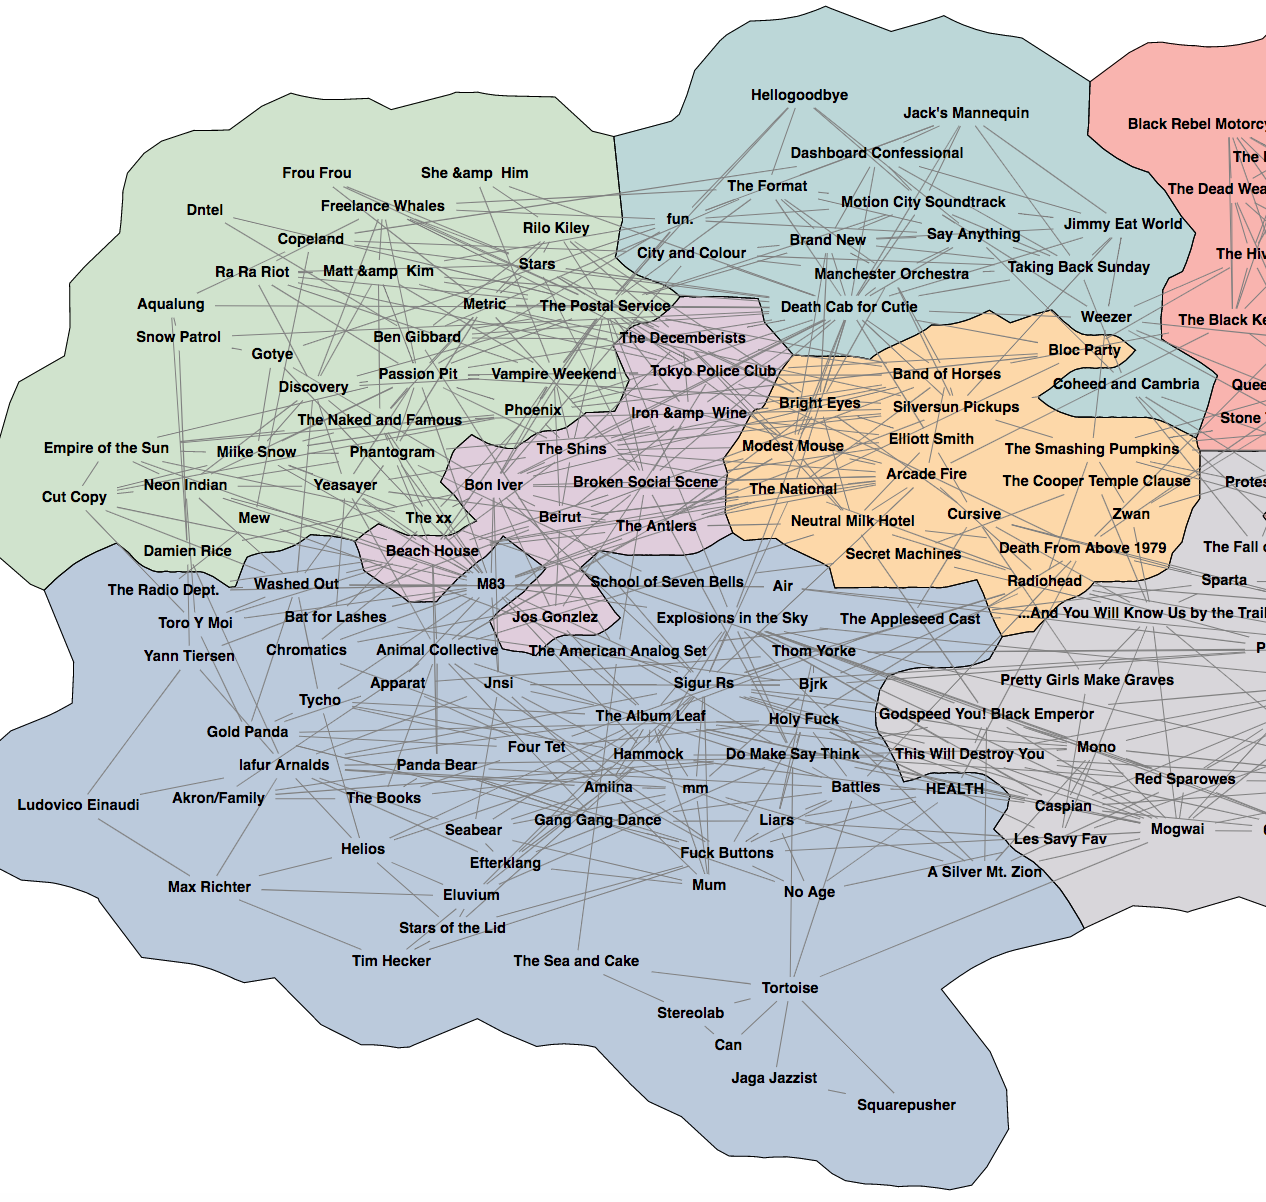 Hellogoodbye
Jack's Mannequin
Black Rebel Motorcy
Dashboard Confessional
The
Frou Frou
She &amp Him
The Format
The Dead Wea
Dntel
Freelance Whales
Motion City Soundtrack
fun.
Rilo Kiley
Jimmy Eat World
Copeland
Brand New
Say Anything
City and Colour
The Hiv
Stars
Ra Ra Riot
Matt &amp Kim
Manchester Orchestra
Taking Back Sunday
Aqualung
Metric
The Postal Service
Death Cab for Cutie
Weezer
The Black Ke
Snow Patrol
Ben Gibbard
The Decemberists
Gotye
Bloc Party
Discovery
Passion Pit
Vampire Weekend
Tokyo Police Club
Band of Horses
Coheed and Cambria
Quee
The Naked and Famous
Phoenix
Iron &amp Wine
Bright Eyes
Silversun Pickups
Stone
Empire of the Sun
Miike Snow
Phantogram
The Shins
Modest Mouse
Elliott Smith
The Smashing Pumpkins
Cut Copy
Neon Indian
Yeasayer
Bon Iver
Broken Social Scene
The National
Arcade Fire
The Cooper Temple Clause
Protes
Mew
The xx
Beirut
The Antlers
Neutral Milk Hotel
Cursive
Zwan
Damien Rice
Beach House
Secret Machines
Death From Above 1979
The Fall o
The Radio Dept.
Washed Out
M83
School of Seven Bells
Air
Radiohead
Sparta
Toro Y Moi
Bat for Lashes
Jos Gonzlez
Explosions in the Sky
The Appleseed Cast
...And You Will Know Us by the Trail
Yann Tiersen
Chromatics
Animal Collective
The American Analog Set
Thom Yorke
P
Apparat
Jnsi
Sigur Rs
Bjrk
Pretty Girls Make Graves
Tycho
The Album Leaf
Holy Fuck
Godspeed You! Black Emperor
Gold Panda
Four Tet
Hammock
Do Make Say Think
This Will Destroy You
Mono
lafur Arnalds
Panda Bear
Red Sparowes
Ludovico Einaudi
Akron/Family
The Books
Amiina
mm
Battles
HEALTH
Caspian
Seabear
Gang Gang Dance
Liars
Les Savy Fav
Mogwai
Helios
Efterklang
Fuck Buttons
Max Richter
Eluvium
Mum
No Age
A Silver Mt. Zion
Stars of the Lid
Tim Hecker
The Sea and Cake
Tortoise
Stereolab
Can
Jaga Jazzist
Squarepusher